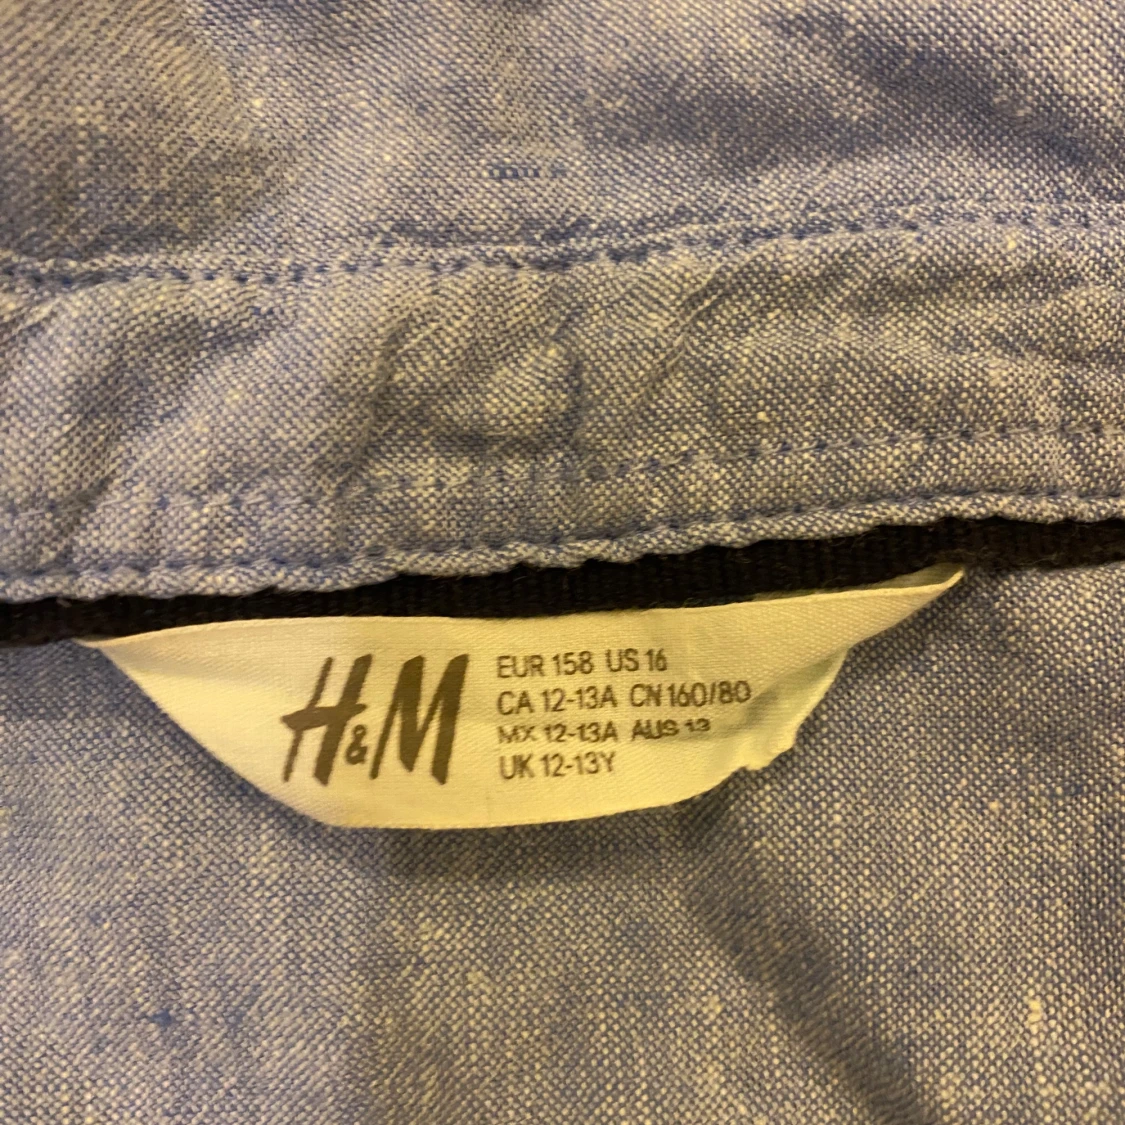 H&M
EUR 158 US 16
CA 12-13A CN 160/80
MX 12-13A AUS 13
UK 12-13Y